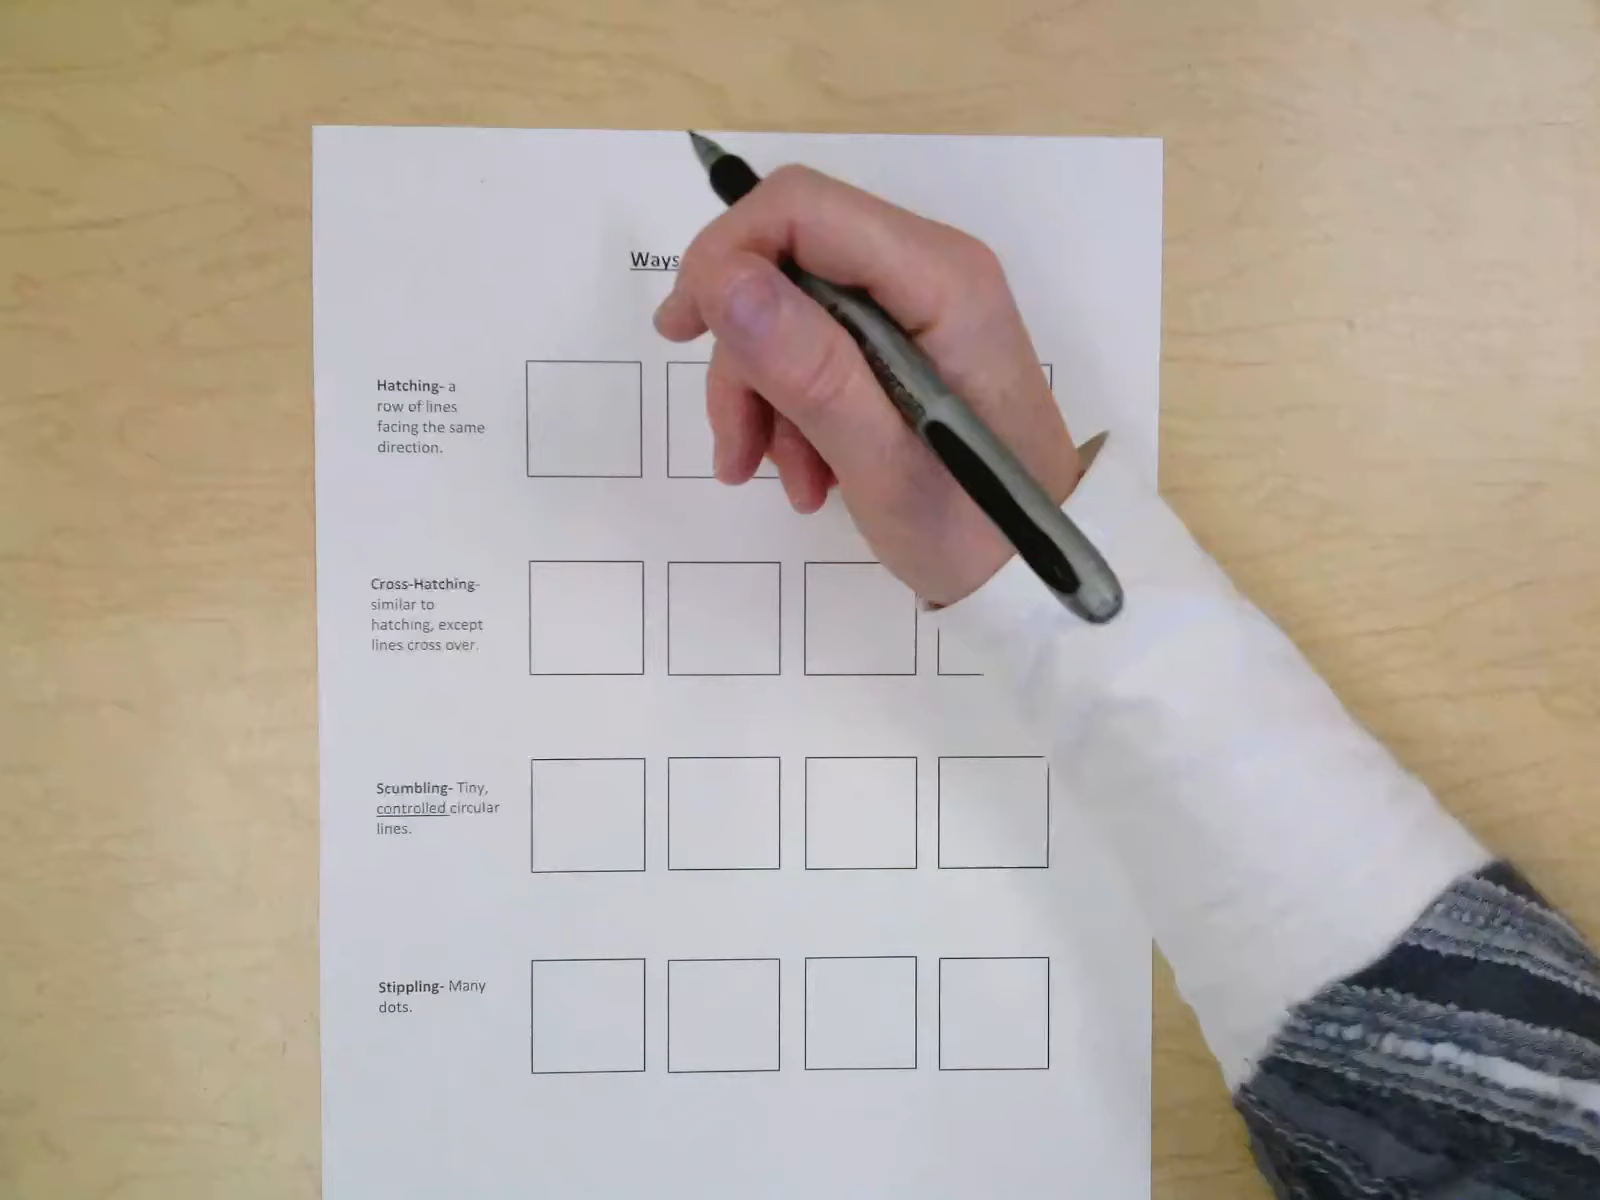 Ways
Hatching- a
row of lines
facing the same
direction.
Cross-Hatching-
similar to
hatching, except
lines cross over.
Scumbling- Tiny,
controlled circular
lines.
Stippling- Many
dots.